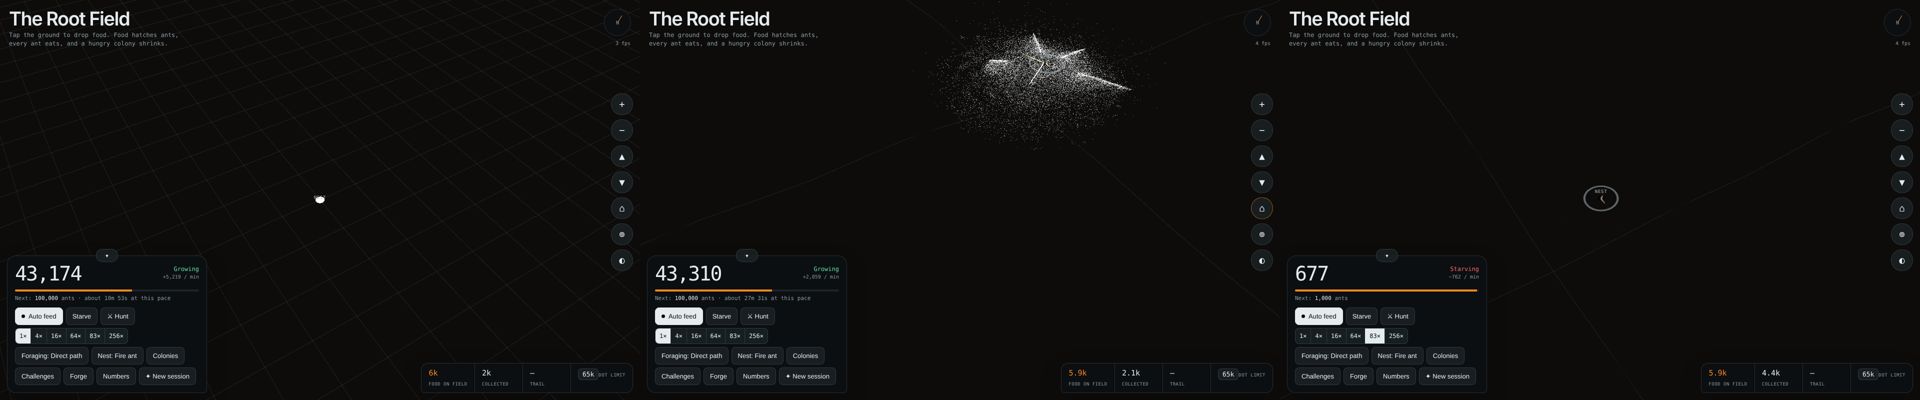 The Root Field
Tap the ground to drop food. Food hatches ants,
every ant eats, and a hungry colony shrinks.
3 fps
43,174
Growing
+5,219 / min
Next: 100,000 ants · about 10m 53s at this pace
Auto feed
Starve
⚔ Hunt
1×
4×
16×
64×
83×
256×
Foraging: Direct path
Nest: Fire ant
Colonies
Challenges
Forge
Numbers
✦ New session
6k
FOOD ON FIELD
2k
COLLECTED
—
TRAIL
65k
DOT LIMIT
The Root Field
Tap the ground to drop food. Food hatches ants,
every ant eats, and a hungry colony shrinks.
4 fps
43,310
Growing
+2,059 / min
Next: 100,000 ants · about 27m 31s at this pace
Auto feed
Starve
⚔ Hunt
1×
4×
16×
64×
83×
256×
Foraging: Direct path
Nest: Fire ant
Colonies
Challenges
Forge
Numbers
✦ New session
5.9k
FOOD ON FIELD
2.1k
COLLECTED
—
TRAIL
65k
DOT LIMIT
The Root Field
Tap the ground to drop food. Food hatches ants,
every ant eats, and a hungry colony shrinks.
4 fps
NEST
677
Starving
−762 / min
Next: 1,000 ants
Auto feed
Starve
⚔ Hunt
1×
4×
16×
64×
83×
256×
Foraging: Direct path
Nest: Fire ant
Colonies
Challenges
Forge
Numbers
✦ New session
5.9k
FOOD ON FIELD
4.4k
COLLECTED
—
TRAIL
65k
DOT LIMIT